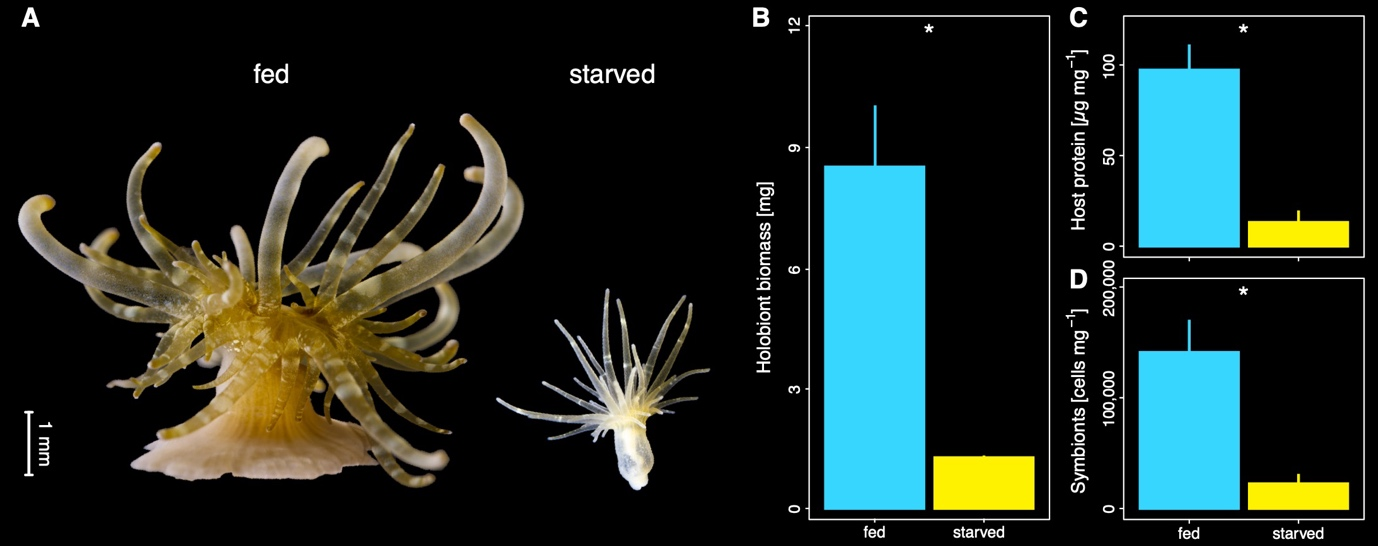 A
fed
starved
1 mm
B
Holobiont biomass [mg]
12
9
6
3
0
*
fed
starved
C
Host protein [µg mg⁻¹]
100
50
0
*
D
Symbionts [cells mg⁻¹]
200,000
100,000
0
*
fed
starved